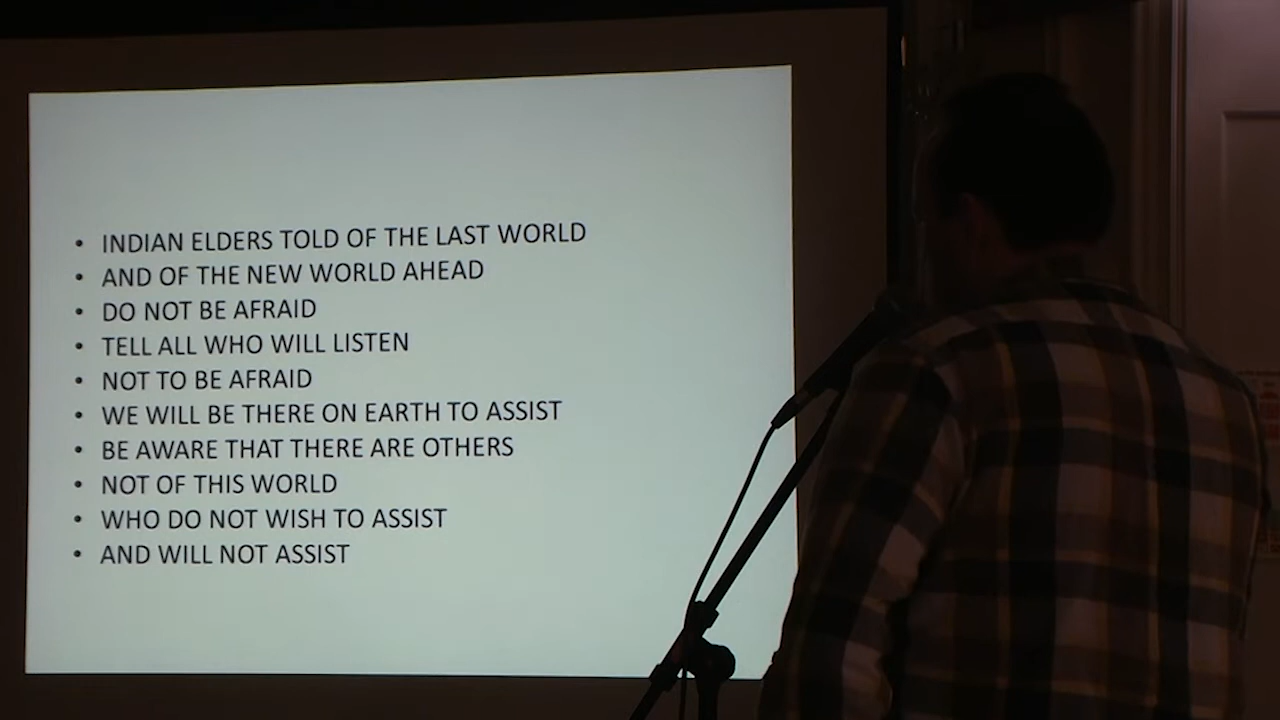 • INDIAN ELDERS TOLD OF THE LAST WORLD
• AND OF THE NEW WORLD AHEAD
• DO NOT BE AFRAID
• TELL ALL WHO WILL LISTEN
• NOT TO BE AFRAID
• WE WILL BE THERE ON EARTH TO ASSIST
• BE AWARE THAT THERE ARE OTHERS
• NOT OF THIS WORLD
• WHO DO NOT WISH TO ASSIST
• AND WILL NOT ASSIST